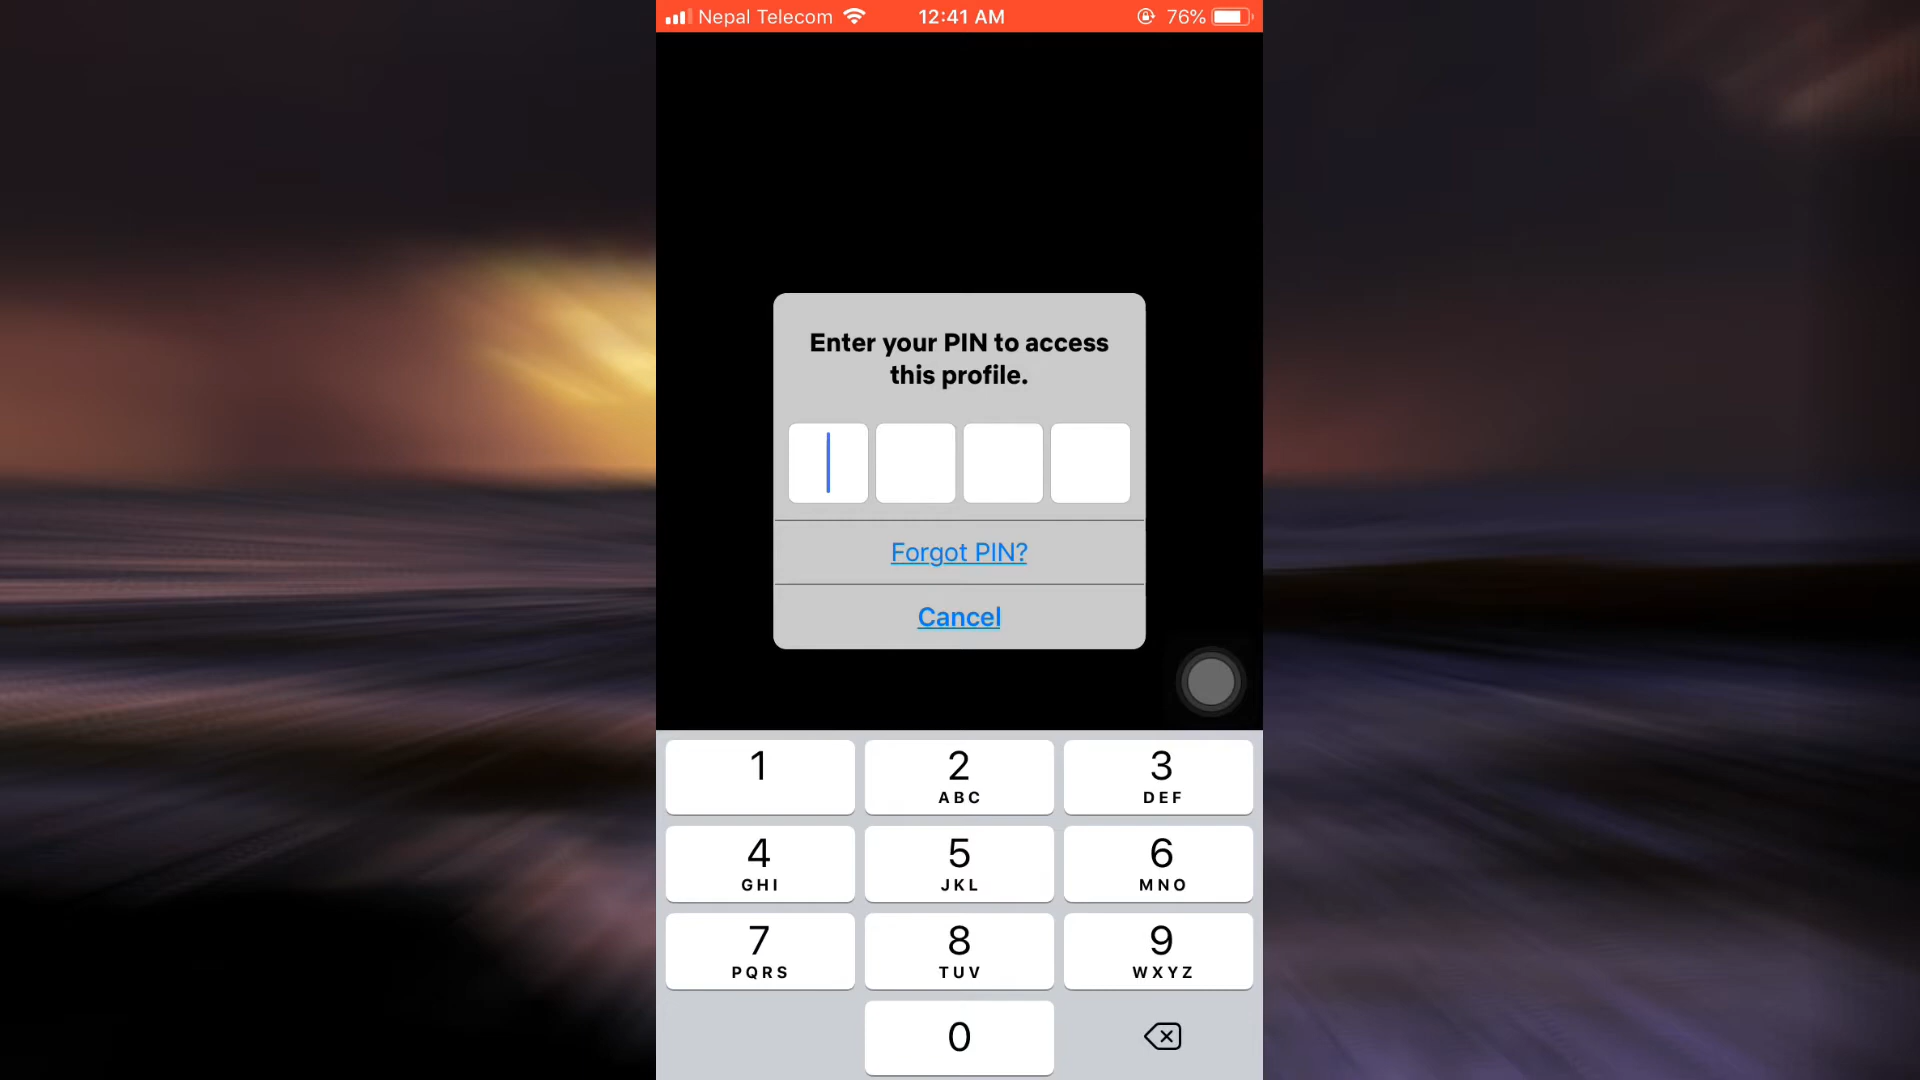 Nepal Telecom 12:41 AM 76%
Enter your PIN to access
this profile.
Forgot PIN?
Cancel
1 2 3
ABC DEF
4 5 6
GHI JKL MNO
7 8 9
PQRS TUV WXYZ
0